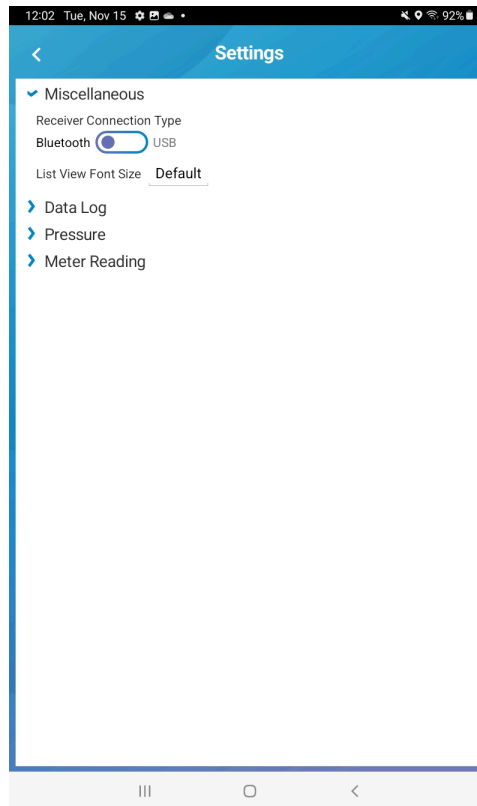 12:02 Tue, Nov 15 92%
Settings
Miscellaneous
Receiver Connection Type
Bluetooth USB
List View Font Size Default
Data Log
Pressure
Meter Reading